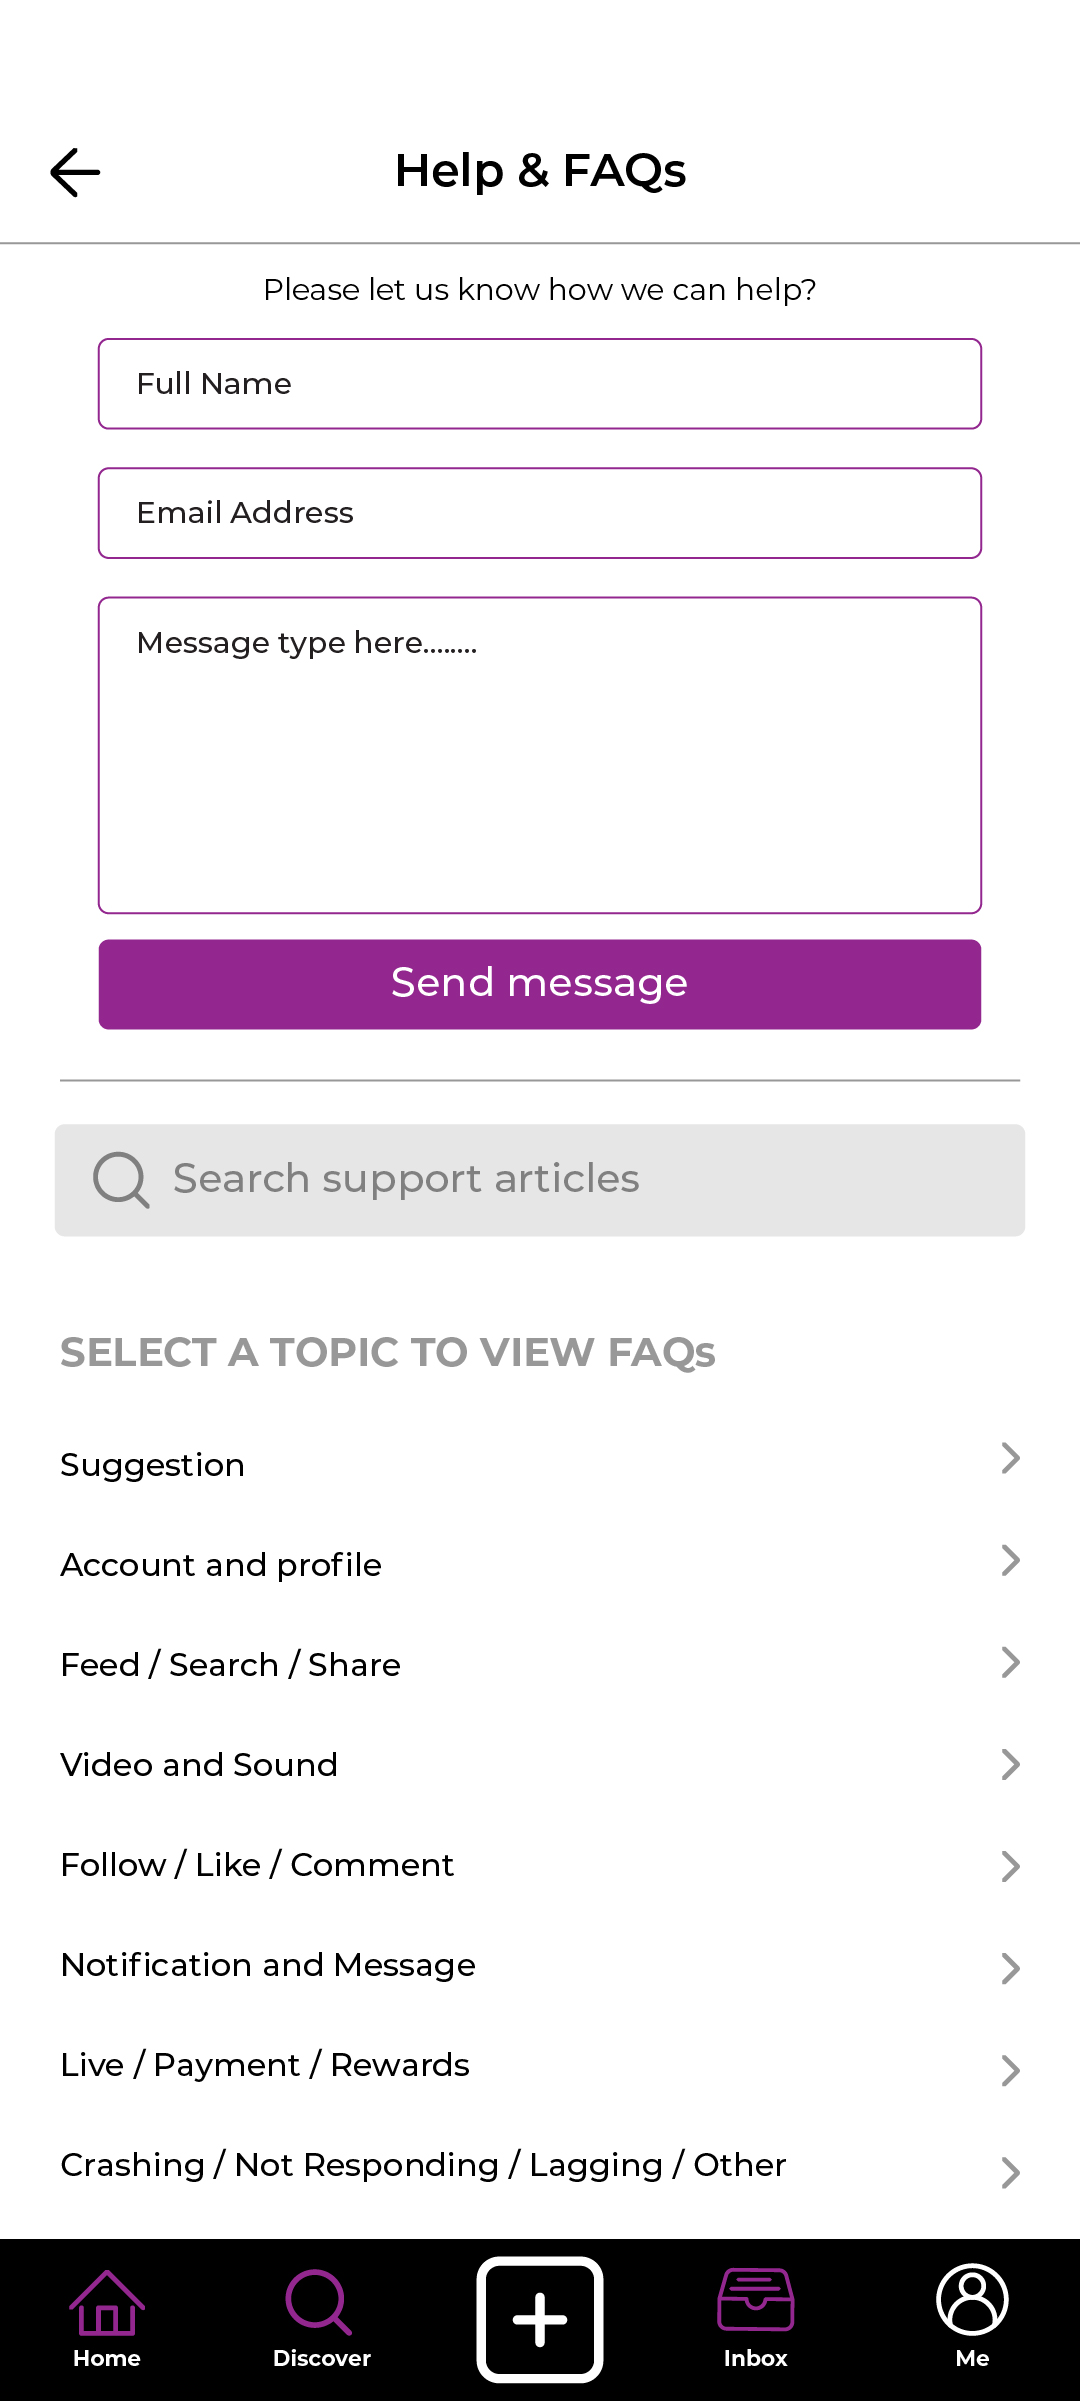 Help & FAQs
Please let us know how we can help?
Full Name
Email Address
Message type here........
Send message
Search support articles
SELECT A TOPIC TO VIEW FAQs
Suggestion
Account and profile
Feed / Search / Share
Video and Sound
Follow / Like / Comment
Notification and Message
Live / Payment / Rewards
Crashing / Not Responding / Lagging / Other
Home
Discover
Inbox
Me